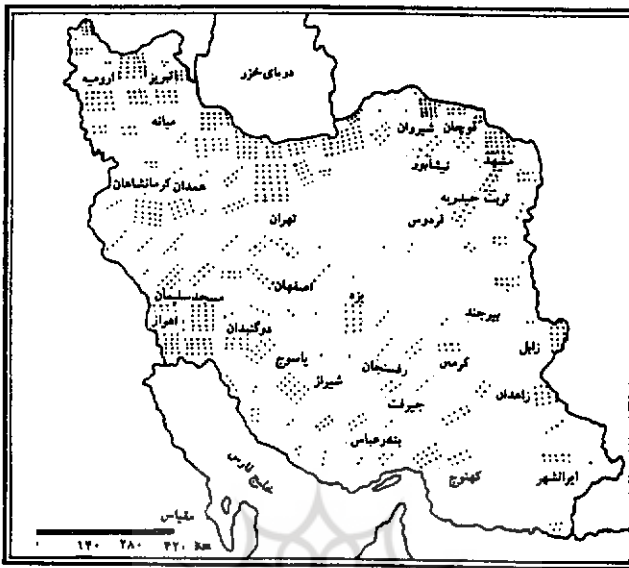 دریای خزر
تبریز
ارومیه
میانه
قوچان
شیروان
مشهد
نیشابور
تربت حیدریه
فردوس
همدان
کرمانشاهان
تهران
اصفهان
مسجدسلیمان
اهواز
دوگنبدان
یزد
بیرجند
زابل
یاسوج
شیراز
رفسنجان
کرمان
زاهدان
جیرفت
بندرعباس
کهنوج
ایرانشهر
خلیج فارس
مقیاس
۱۴۰ ۲۸۰ ۴۲۰ Km